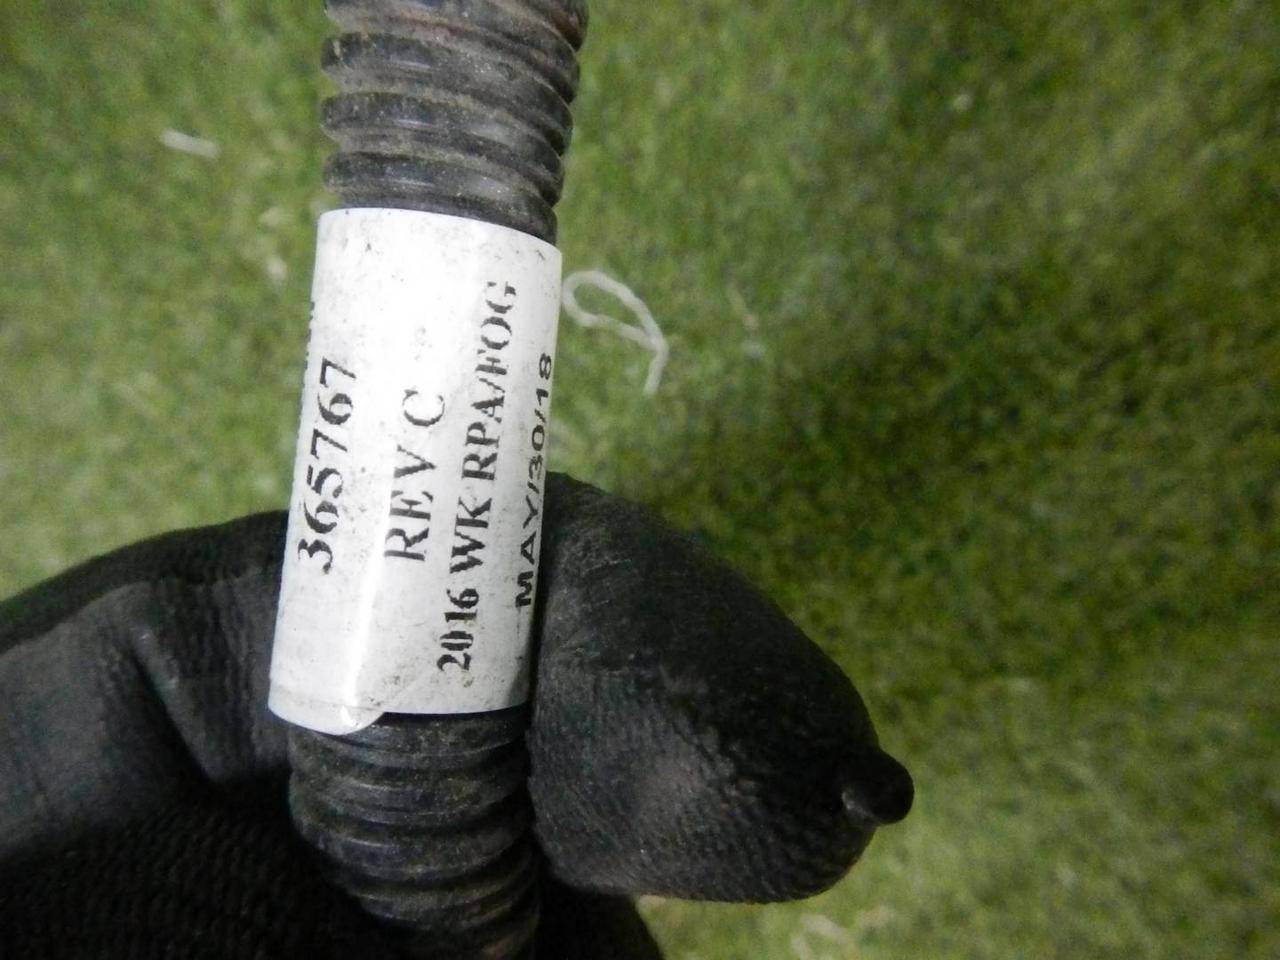 365767
REV C
2016 WK RPA/FOG
MAY/30/18